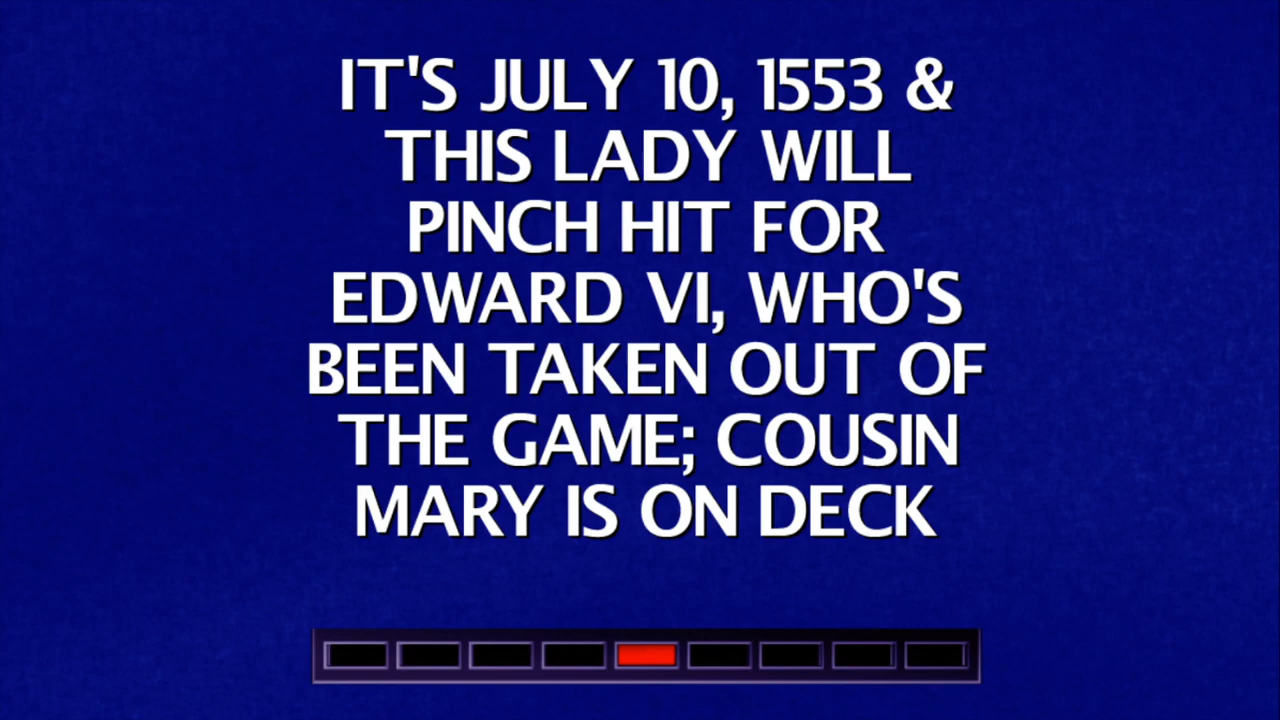 IT'S JULY 10, 1553 &
THIS LADY WILL
PINCH HIT FOR
EDWARD VI, WHO'S
BEEN TAKEN OUT OF
THE GAME; COUSIN
MARY IS ON DECK